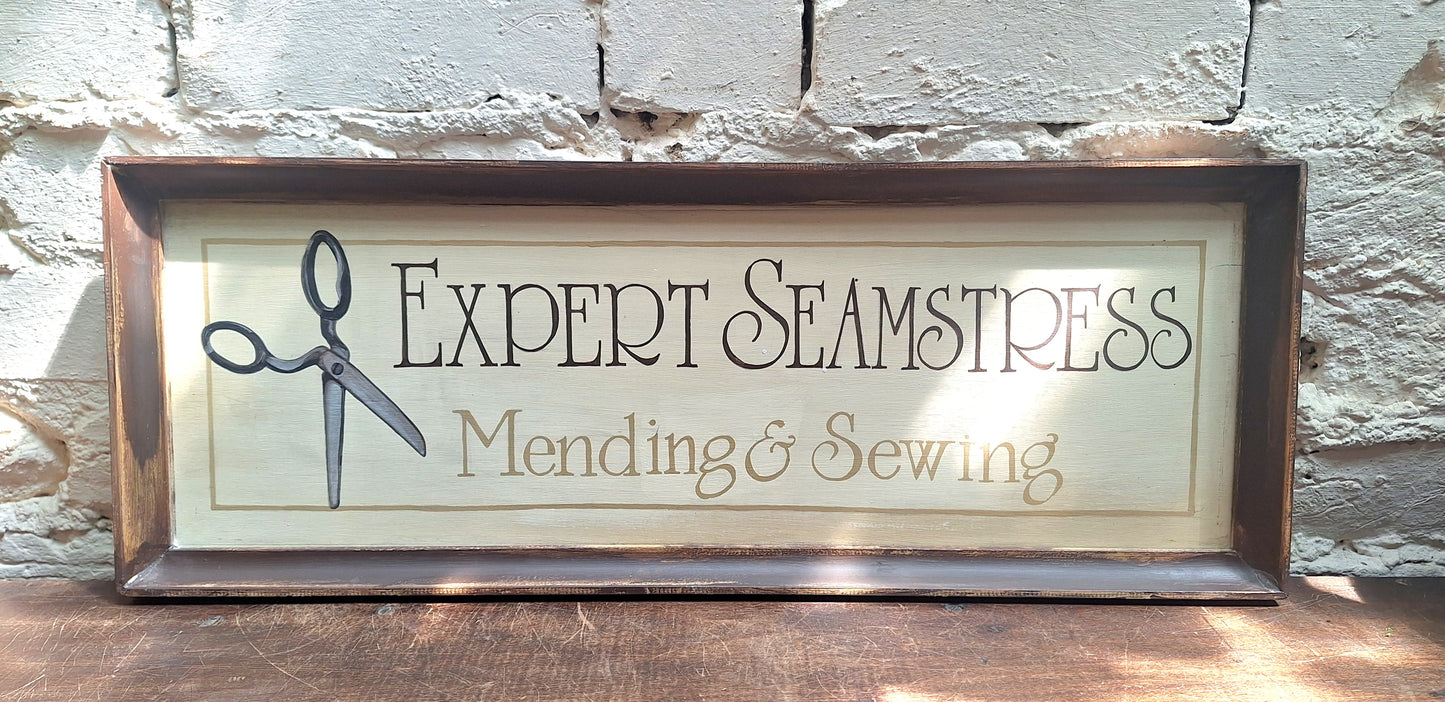 Expert Seamstress
Mending & Sewing